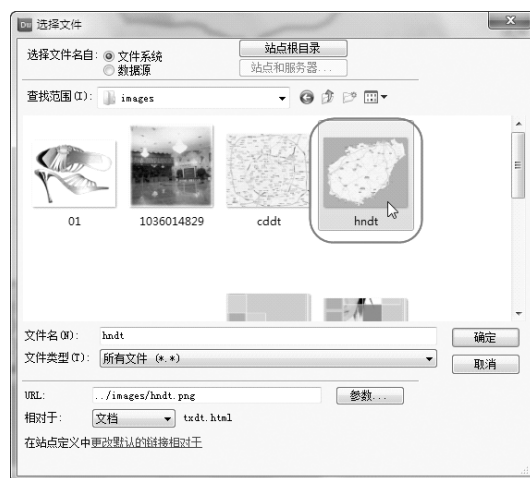 Dw 选择文件
选择文件名自: 文件系统 站点根目录
数据源 站点和服务器...
查找范围(I): images
01 1036014829 cddt hndt
文件名(N): hndt 确定
文件类型(T): 所有文件 (*.*) 取消
URL: ../images/hndt.png 参数...
相对于: 文档 txdt.html
在站点定义中更改默认的链接相对于